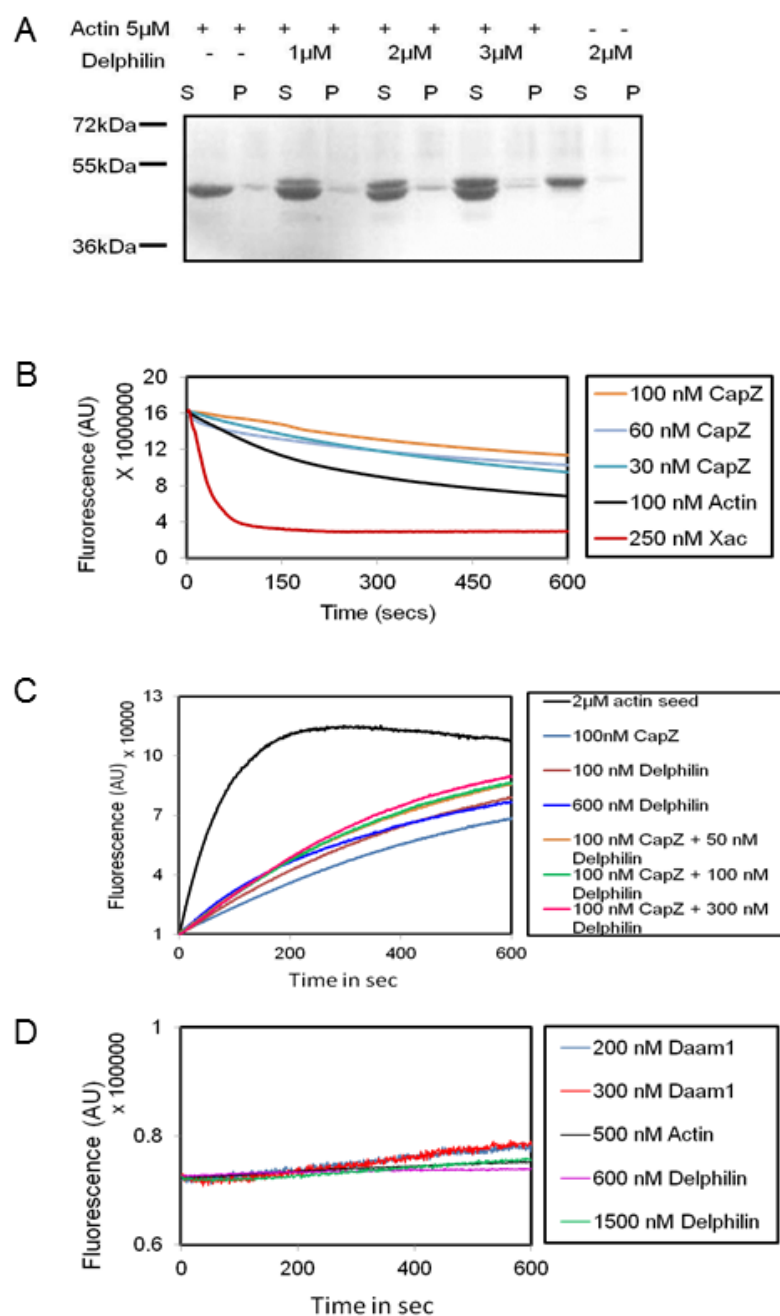 A
Actin 5µM + + + + + + + + - -
Delphilin - - 1µM 2µM 3µM 2µM
S P S P S P S P S P
72kDa
55kDa
36kDa
B
Flurorescence (AU)
X 1000000
20
16
12
8
4
0
0 150 300 450 600
Time (secs)
100 nM CapZ
60 nM CapZ
30 nM CapZ
100 nM Actin
250 nM Xac
C
Fluorescence (AU)
x 10000
13
10
7
4
1
0 200 400 600
Time in sec
2µM actin seed
100nM CapZ
100 nM Delphilin
600 nM Delphilin
100 nM CapZ + 50 nM
Delphilin
100 nM CapZ + 100 nM
Delphilin
100 nM CapZ + 300 nM
Delphilin
D
Fluorescence (AU)
x 100000
1
0.8
0.6
0 200 400 600
Time in sec
200 nM Daam1
300 nM Daam1
500 nM Actin
600 nM Delphilin
1500 nM Delphilin